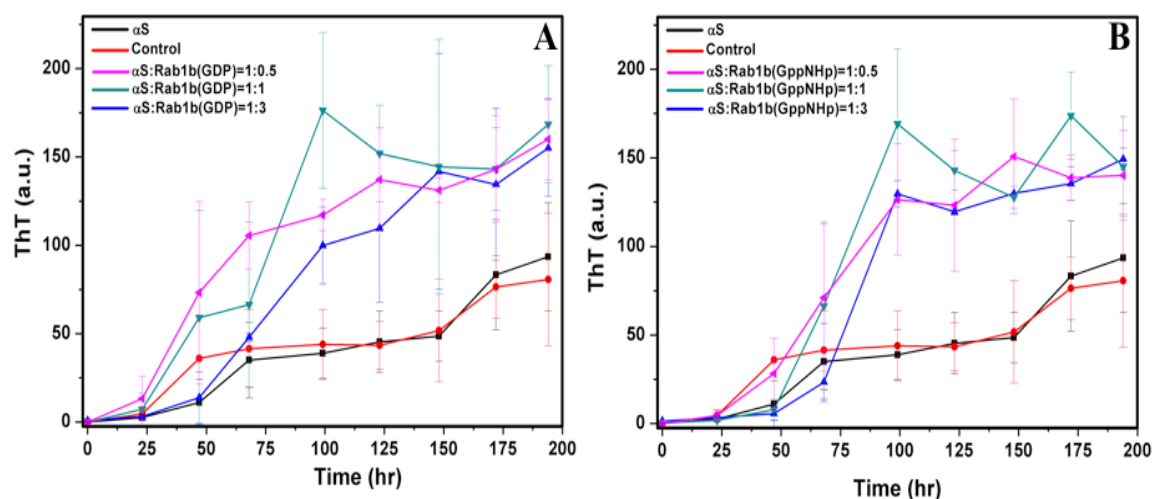 A
αS
Control
αS:Rab1b(GDP)=1:0.5
αS:Rab1b(GDP)=1:1
αS:Rab1b(GDP)=1:3
200
150
100
50
0
ThT (a.u.)
0 25 50 75 100 125 150 175 200
Time (hr)
B
αS
Control
αS:Rab1b(GppNHp)=1:0.5
αS:Rab1b(GppNHp)=1:1
αS:Rab1b(GppNHp)=1:3
200
150
100
50
0
ThT (a.u.)
0 25 50 75 100 125 150 175 200
Time (hr)